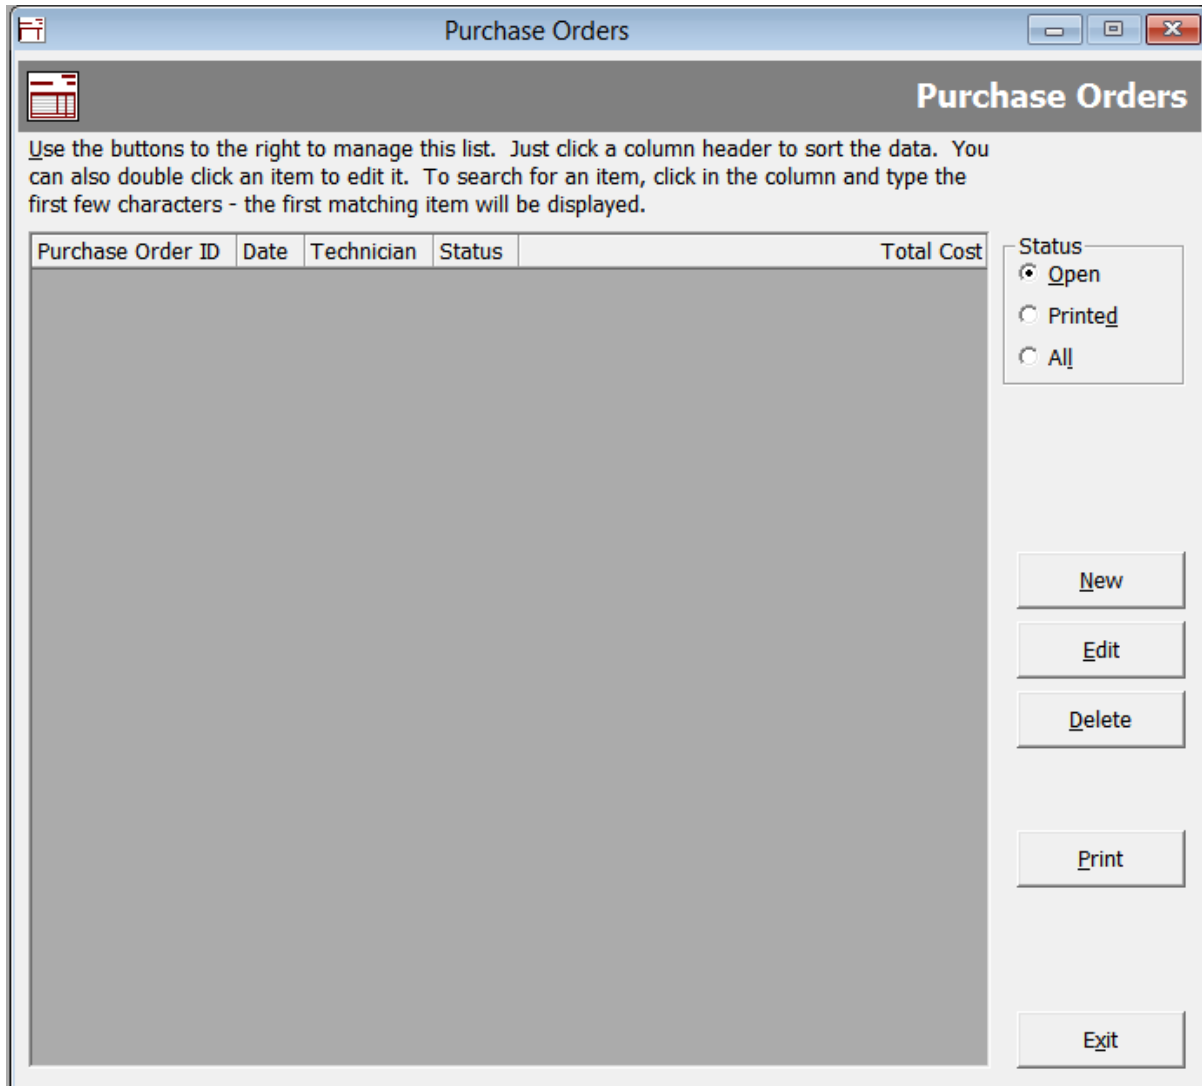 Purchase Orders
Purchase Orders
Use the buttons to the right to manage this list.  Just click a column header to sort the data.  You
can also double click an item to edit it.  To search for an item, click in the column and type the
first few characters - the first matching item will be displayed.
Purchase Order ID Date Technician Status Total Cost
Status
Open
Printed
All
New
Edit
Delete
Print
Exit